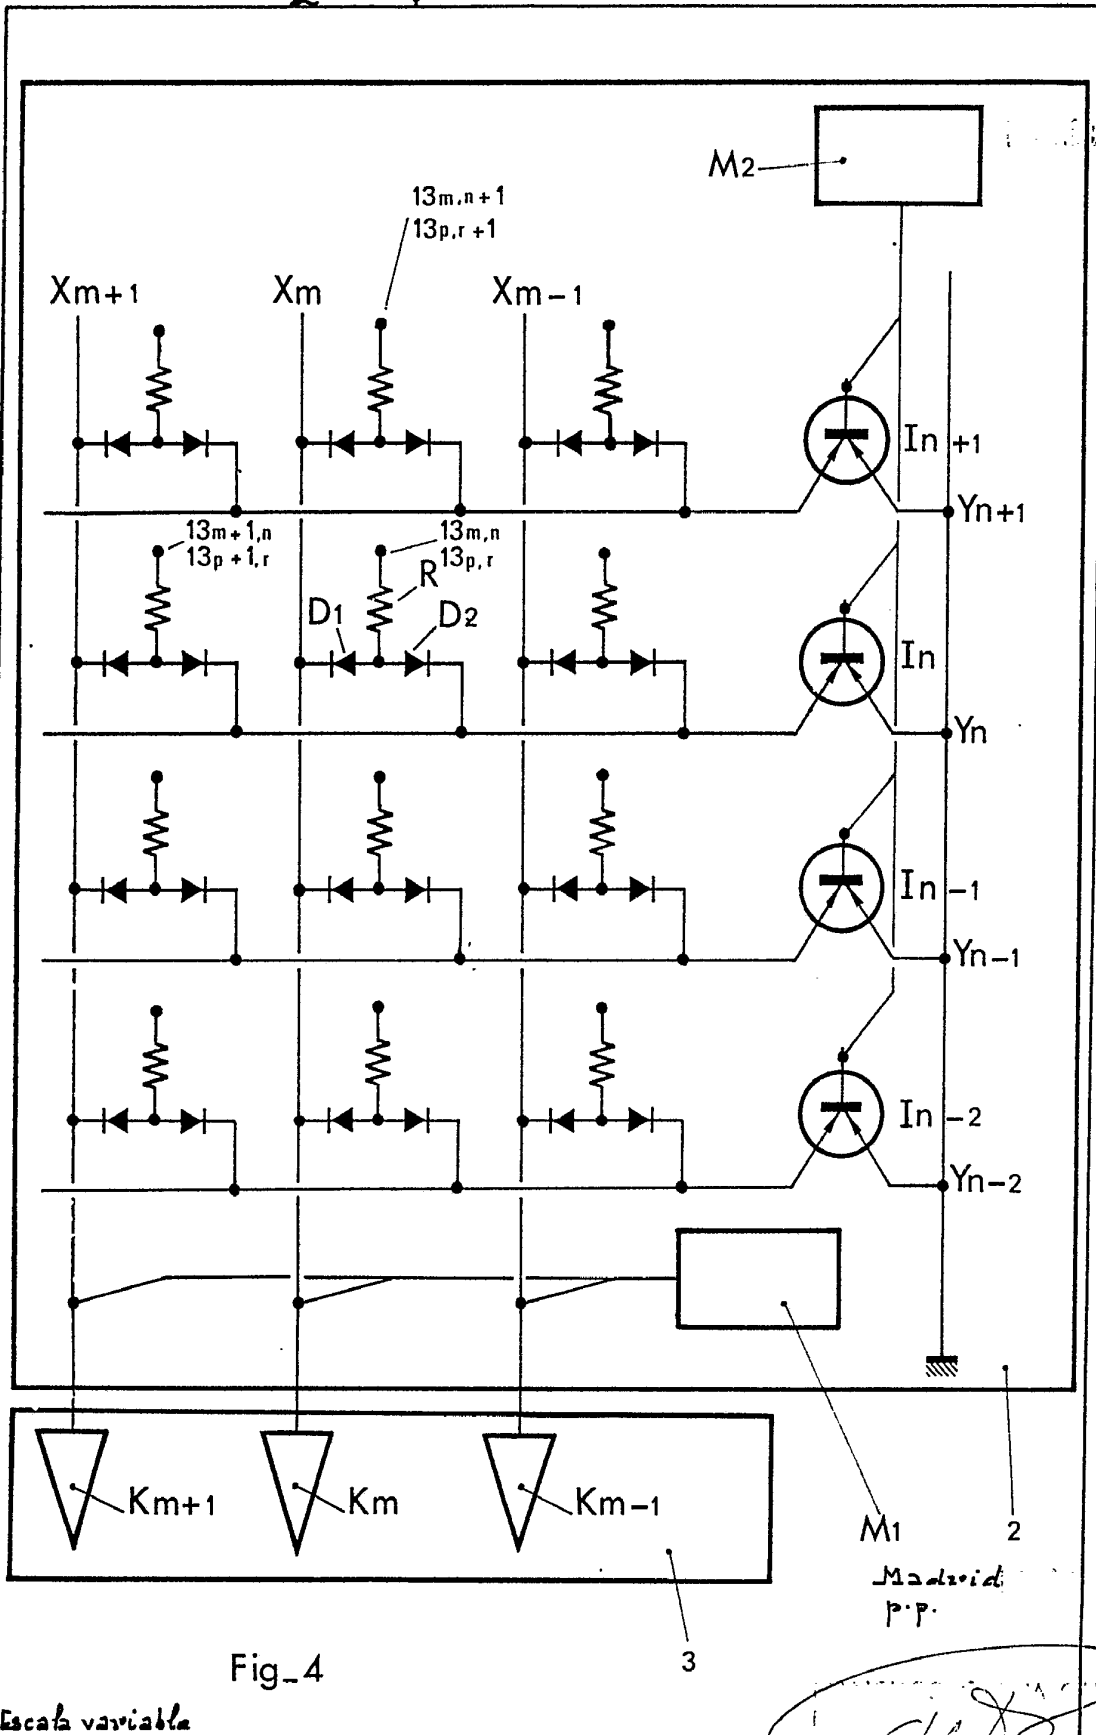 M2
13m,n+1
13p,r+1
Xm+1
Xm
Xm-1
In+1
Yn+1
13m+1,n
13p+1,r
13m,n
13p,r
R
D1
D2
In
Yn
In-1
Yn-1
In-2
Yn-2
Km+1
Km
Km-1
M1
2
Madrid
p.p.
Fig_4
3
Escala variable